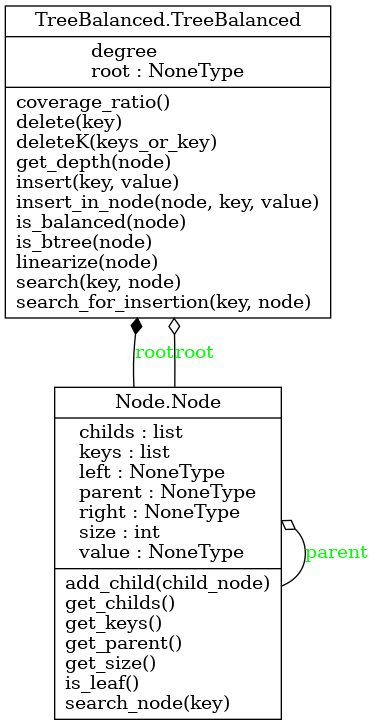 TreeBalanced.TreeBalanced
degree
root : NoneType
coverage_ratio()
delete(key)
deleteK(keys_or_key)
get_depth(node)
insert(key, value)
insert_in_node(node, key, value)
is_balanced(node)
is_btree(node)
linearize(node)
search(key, node)
search_for_insertion(key, node)
root root
Node.Node
childs : list
keys : list
left : NoneType
parent : NoneType
right : NoneType
size : int
value : NoneType
parent
add_child(child_node)
get_childs()
get_keys()
get_parent()
get_size()
is_leaf()
search_node(key)